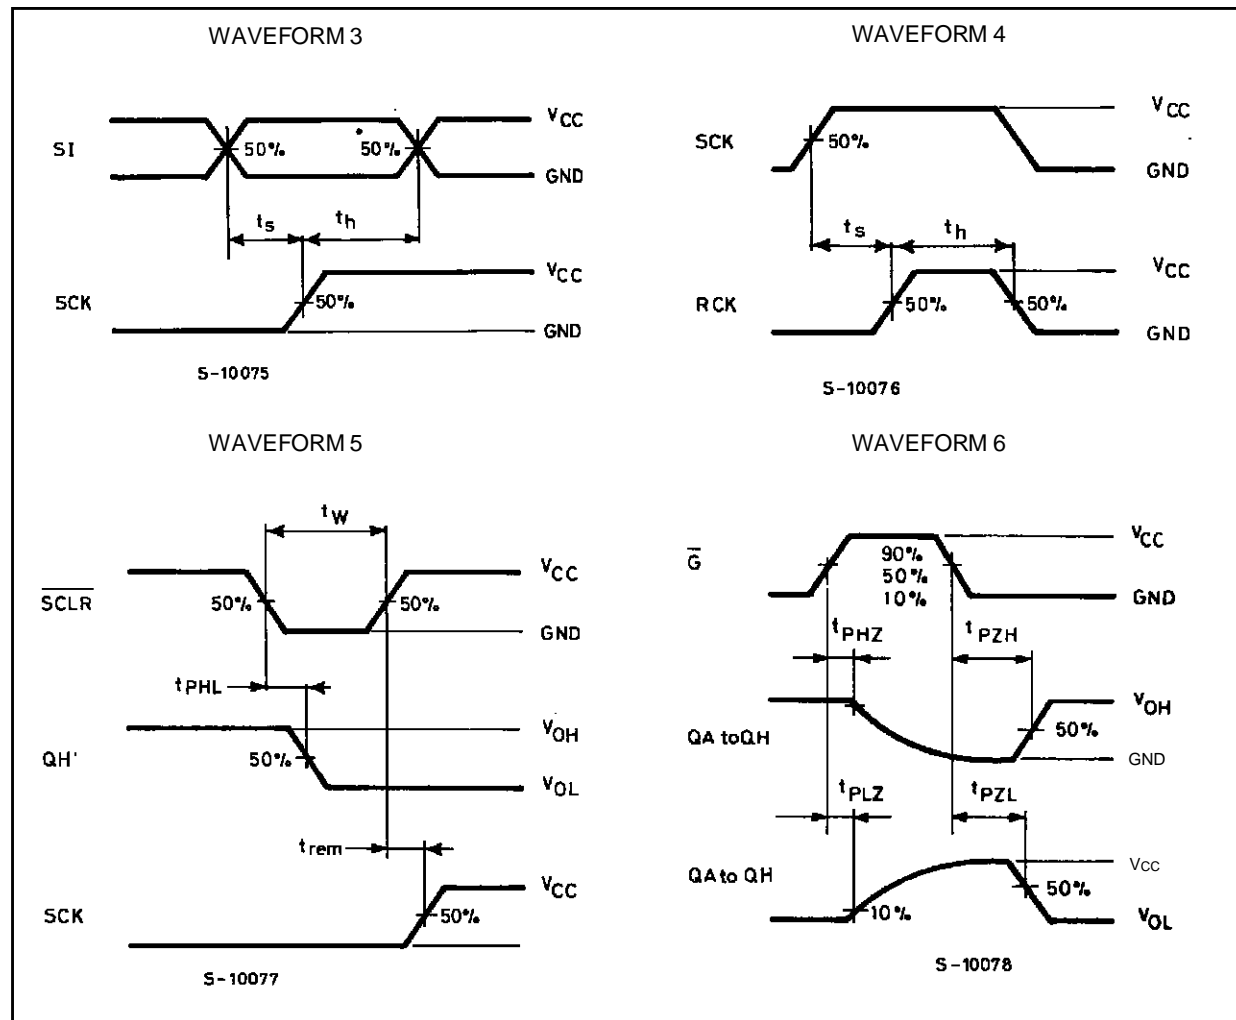 WAVEFORM 3
SI
50%
50%
VCC
GND
ts
th
SCK
50%
VCC
GND
S-10075
WAVEFORM 4
SCK
50%
VCC
GND
ts
th
RCK
50%
50%
VCC
GND
S-10076
WAVEFORM 5
tW
SCLR
50%
50%
VCC
GND
tPHL
QH'
50%
VOH
VOL
trem
SCK
50%
VCC
S-10077
WAVEFORM 6
G
90%
50%
10%
VCC
GND
tPHZ
tPZH
QA to QH
50%
VOH
GND
tPLZ
tPZL
QA to QH
10%
50%
VCC
VOL
S-10078